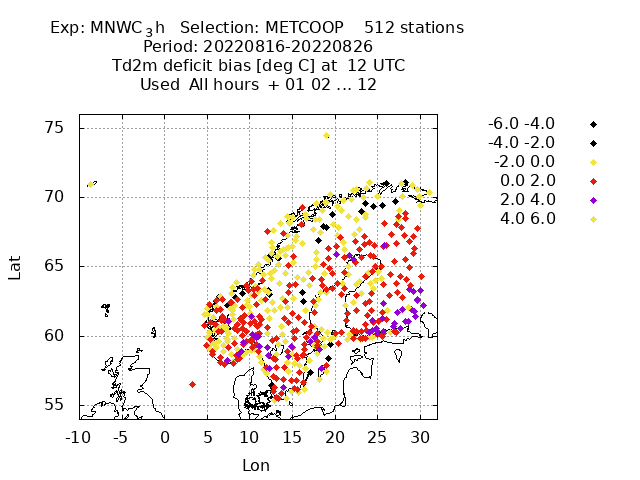 Exp: MNWC_3h Selection: METCOOP 512 stations
Period: 20220816-20220826
Td2m deficit bias [deg C] at 12 UTC
Used All hours + 01 02 ... 12
-6.0 -4.0
-4.0 -2.0
-2.0 0.0
0.0 2.0
2.0 4.0
4.0 6.0
75
70
65
60
55
Lat
-10 -5 0 5 10 15 20 25 30
Lon